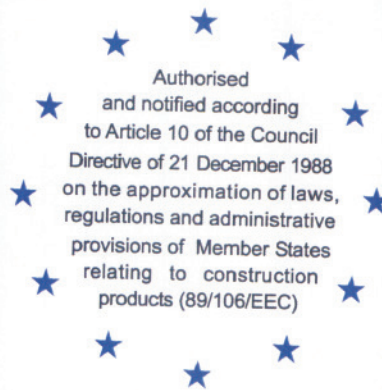 Authorised
and notified according
to Article 10 of the Council
Directive of 21 December 1988
on the approximation of laws,
regulations and administrative
provisions of Member States
relating to construction
products (89/106/EEC)